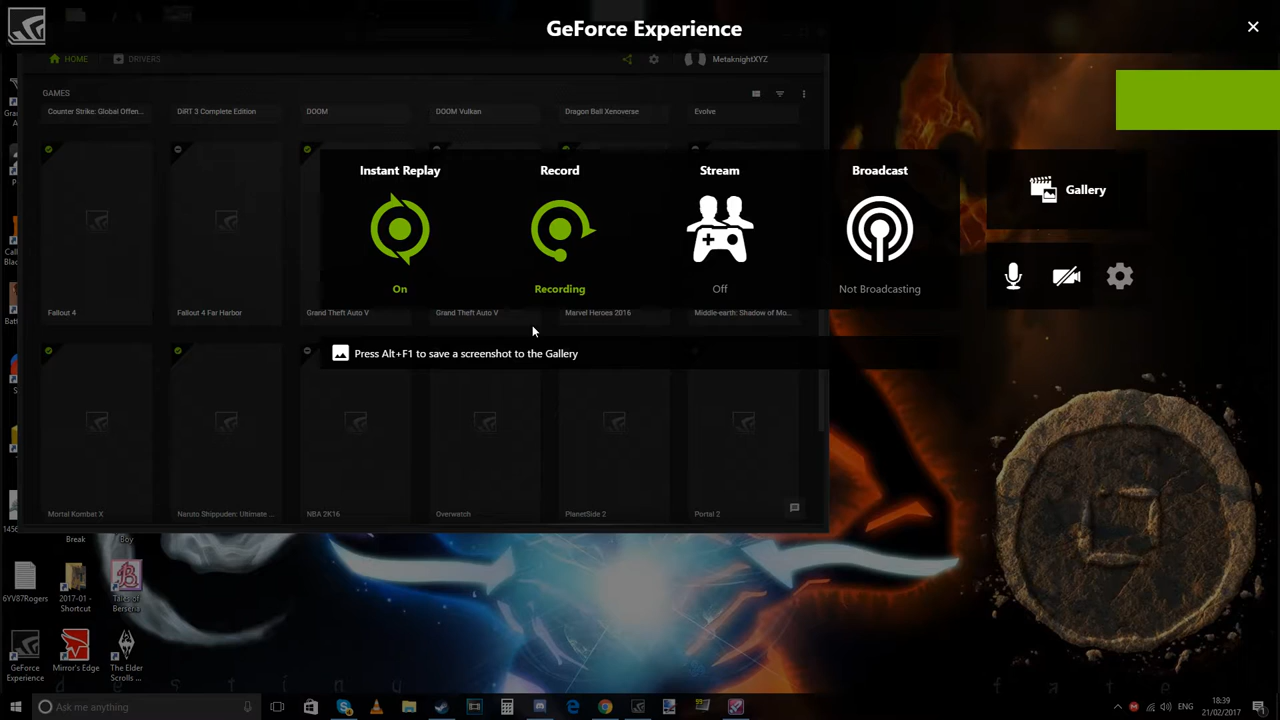 GeForce Experience
HOME
DRIVERS
MetaknightXYZ
GAMES
Counter Strike: Global Offen...
DiRT 3 Complete Edition
DOOM
DOOM Vulkan
Dragon Ball Xenoverse
Evolve
Instant Replay
Record
Stream
Broadcast
Gallery
On
Recording
Off
Not Broadcasting
Fallout 4
Fallout 4 Far Harbor
Grand Theft Auto V
Grand Theft Auto V
Marvel Heroes 2016
Middle-earth: Shadow of Mo...
Press Alt+F1 to save a screenshot to the Gallery
Mortal Kombat X
Naruto Shippuden: Ultimate ...
NBA 2K16
Overwatch
PlanetSide 2
Portal 2
Break
Boy
6YV87Rogers
2017-01 -
Shortcut
Tales of
Berseria
GeForce
Experience
Mirror's Edge
The Elder
Scrolls ...
d e s t i n y
f a t e
Ask me anything
ENG
18:39
21/02/2017